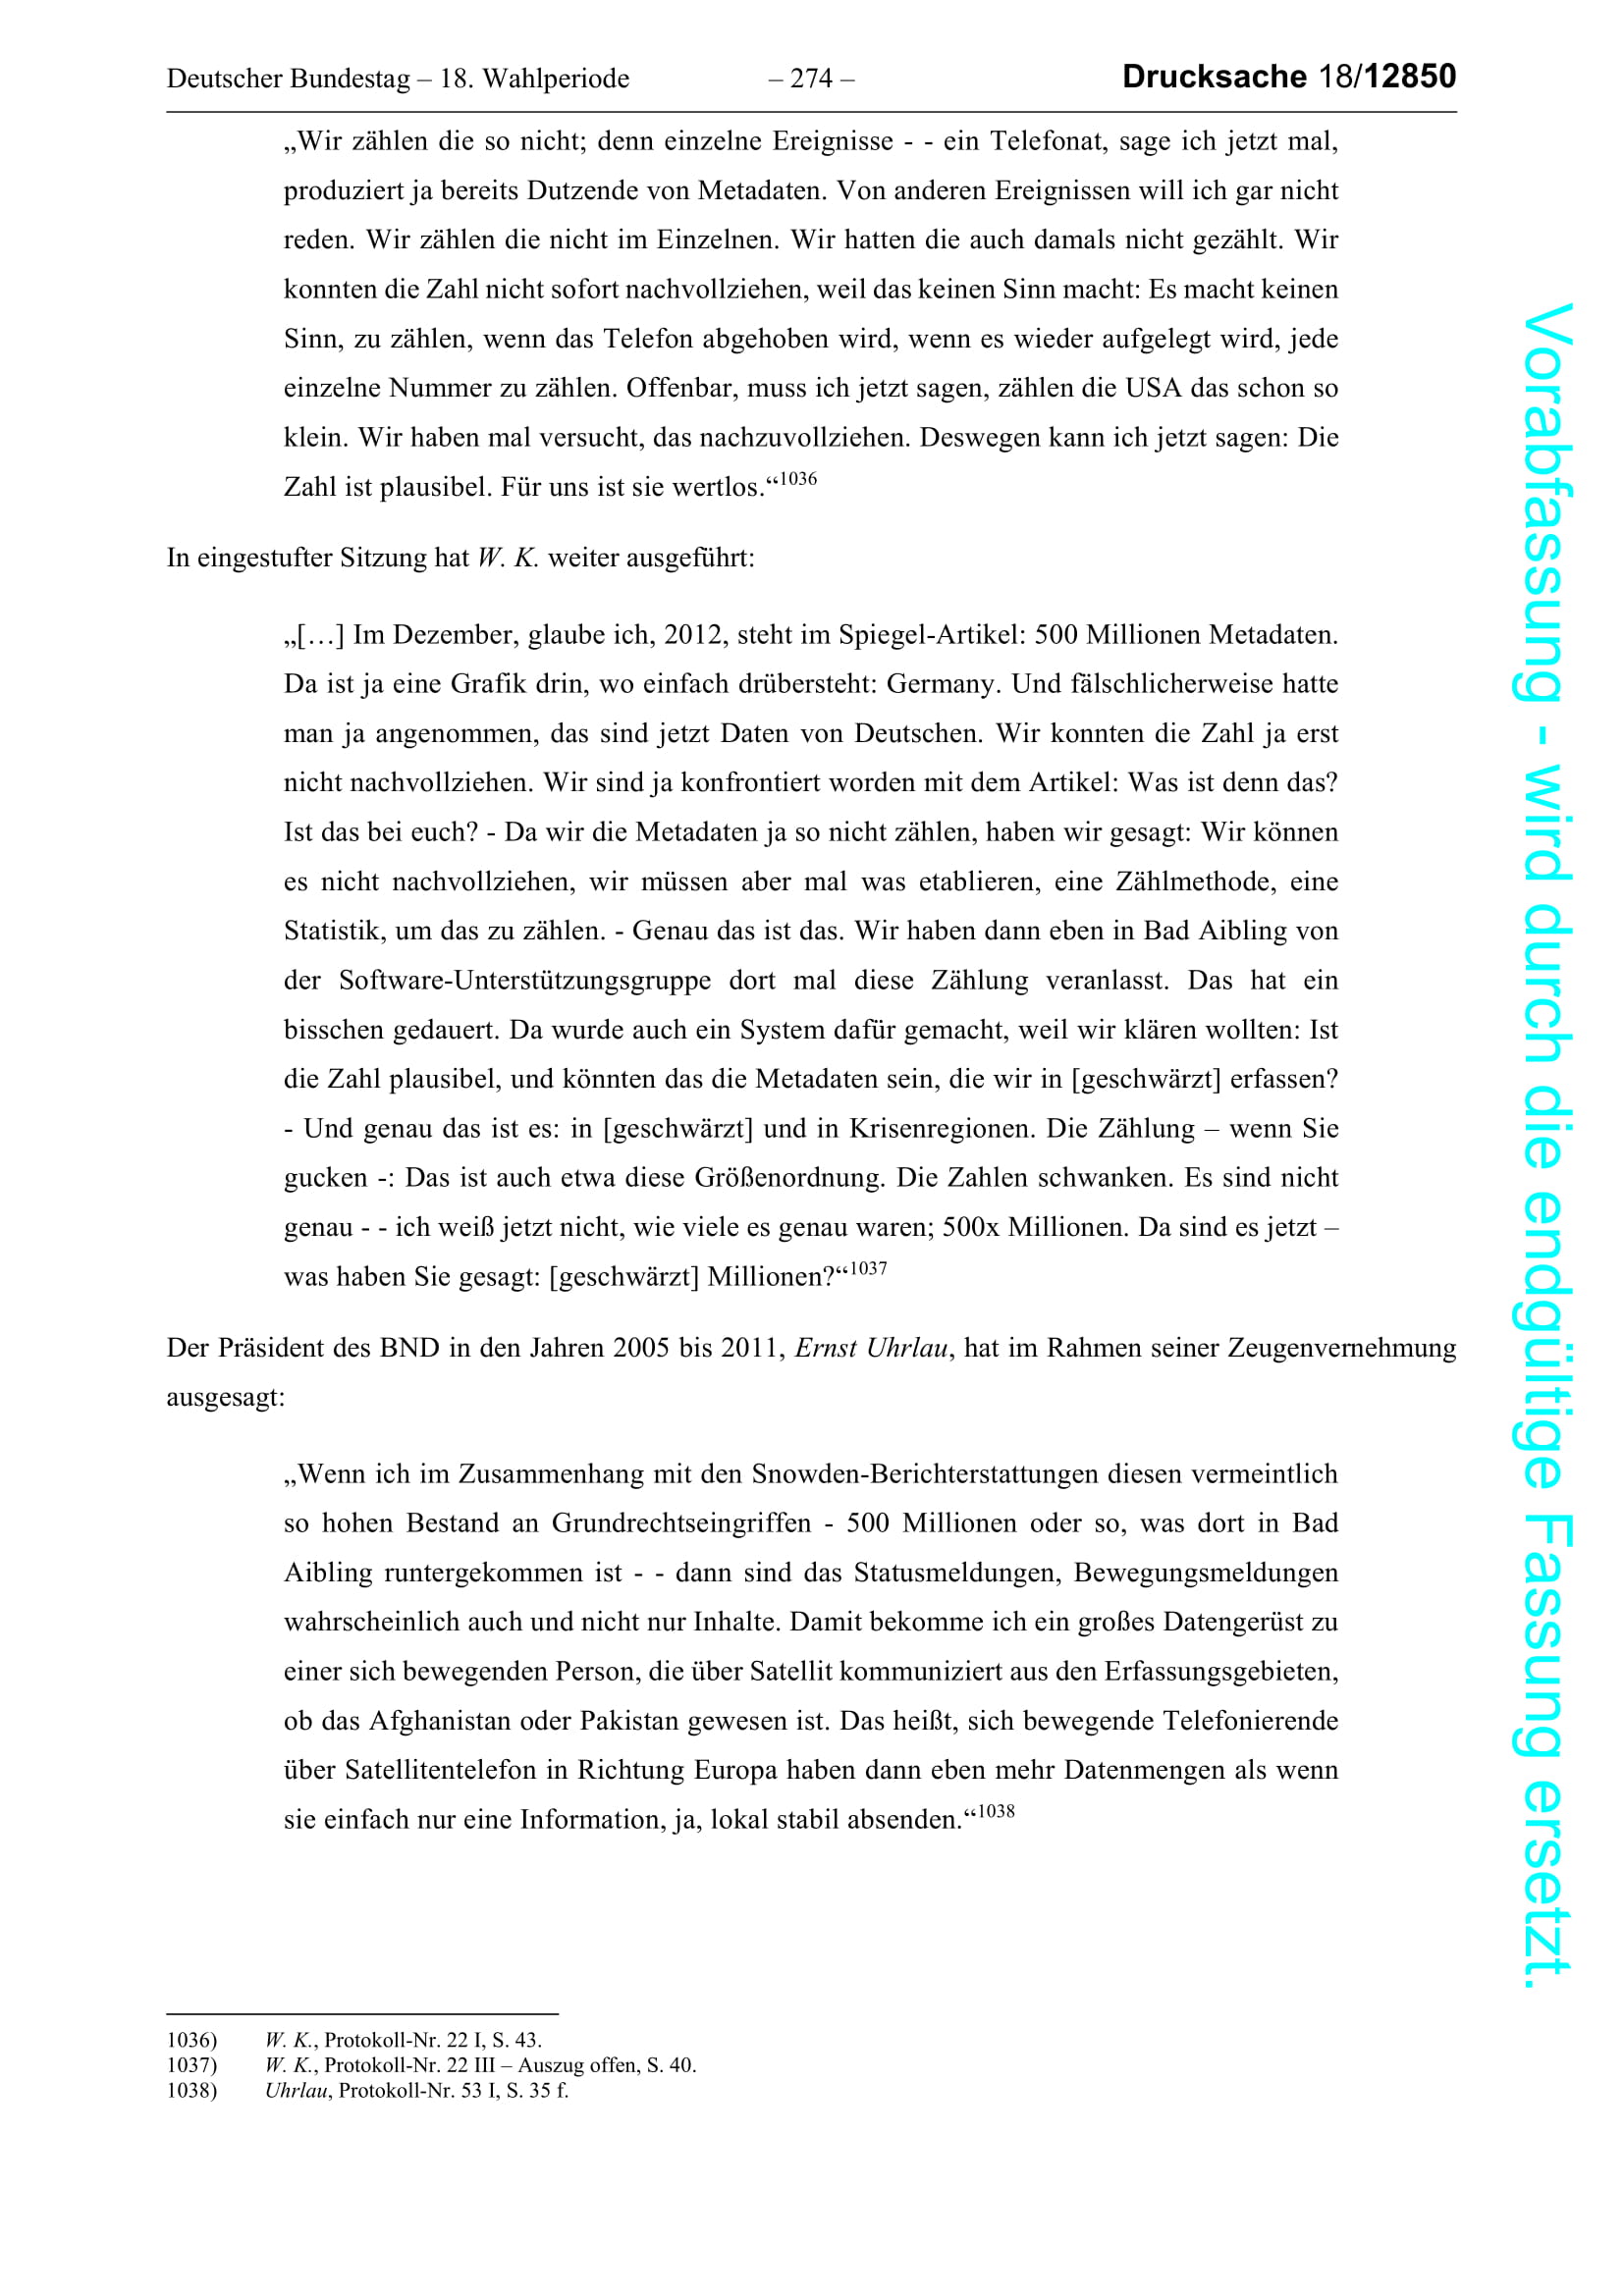 Deutscher Bundestag – 18. Wahlperiode – 274 – Drucksache 18/12850
„Wir zählen die so nicht; denn einzelne Ereignisse - - ein Telefonat, sage ich jetzt mal,
produziert ja bereits Dutzende von Metadaten. Von anderen Ereignissen will ich gar nicht
reden. Wir zählen die nicht im Einzelnen. Wir hatten die auch damals nicht gezählt. Wir
konnten die Zahl nicht sofort nachvollziehen, weil das keinen Sinn macht: Es macht keinen
Sinn, zu zählen, wenn das Telefon abgehoben wird, wenn es wieder aufgelegt wird, jede
einzelne Nummer zu zählen. Offenbar, muss ich jetzt sagen, zählen die USA das schon so
klein. Wir haben mal versucht, das nachzuvollziehen. Deswegen kann ich jetzt sagen: Die
Zahl ist plausibel. Für uns ist sie wertlos.“1036
In eingestufter Sitzung hat W. K. weiter ausgeführt:
„[…] Im Dezember, glaube ich, 2012, steht im Spiegel-Artikel: 500 Millionen Metadaten.
Da ist ja eine Grafik drin, wo einfach drübersteht: Germany. Und fälschlicherweise hatte
man ja angenommen, das sind jetzt Daten von Deutschen. Wir konnten die Zahl ja erst
nicht nachvollziehen. Wir sind ja konfrontiert worden mit dem Artikel: Was ist denn das?
Ist das bei euch? - Da wir die Metadaten ja so nicht zählen, haben wir gesagt: Wir können
es nicht nachvollziehen, wir müssen aber mal was etablieren, eine Zählmethode, eine
Statistik, um das zu zählen. - Genau das ist das. Wir haben dann eben in Bad Aibling von
der Software-Unterstützungsgruppe dort mal diese Zählung veranlasst. Das hat ein
bisschen gedauert. Da wurde auch ein System dafür gemacht, weil wir klären wollten: Ist
die Zahl plausibel, und könnten das die Metadaten sein, die wir in [geschwärzt] erfassen?
- Und genau das ist es: in [geschwärzt] und in Krisenregionen. Die Zählung – wenn Sie
gucken -: Das ist auch etwa diese Größenordnung. Die Zahlen schwanken. Es sind nicht
genau - - ich weiß jetzt nicht, wie viele es genau waren; 500x Millionen. Da sind es jetzt –
was haben Sie gesagt: [geschwärzt] Millionen?“1037
Der Präsident des BND in den Jahren 2005 bis 2011, Ernst Uhrlau, hat im Rahmen seiner Zeugenvernehmung
ausgesagt:
„Wenn ich im Zusammenhang mit den Snowden-Berichterstattungen diesen vermeintlich
so hohen Bestand an Grundrechtseingriffen - 500 Millionen oder so, was dort in Bad
Aibling runtergekommen ist - - dann sind das Statusmeldungen, Bewegungsmeldungen
wahrscheinlich auch und nicht nur Inhalte. Damit bekomme ich ein großes Datengerüst zu
einer sich bewegenden Person, die über Satellit kommuniziert aus den Erfassungsgebieten,
ob das Afghanistan oder Pakistan gewesen ist. Das heißt, sich bewegende Telefonierende
über Satellitentelefon in Richtung Europa haben dann eben mehr Datenmengen als wenn
sie einfach nur eine Information, ja, lokal stabil absenden.“1038
1036) W. K., Protokoll-Nr. 22 I, S. 43.
1037) W. K., Protokoll-Nr. 22 III – Auszug offen, S. 40.
1038) Uhrlau, Protokoll-Nr. 53 I, S. 35 f.
Vorabfassung - wird durch die endgültige Fassung ersetzt.